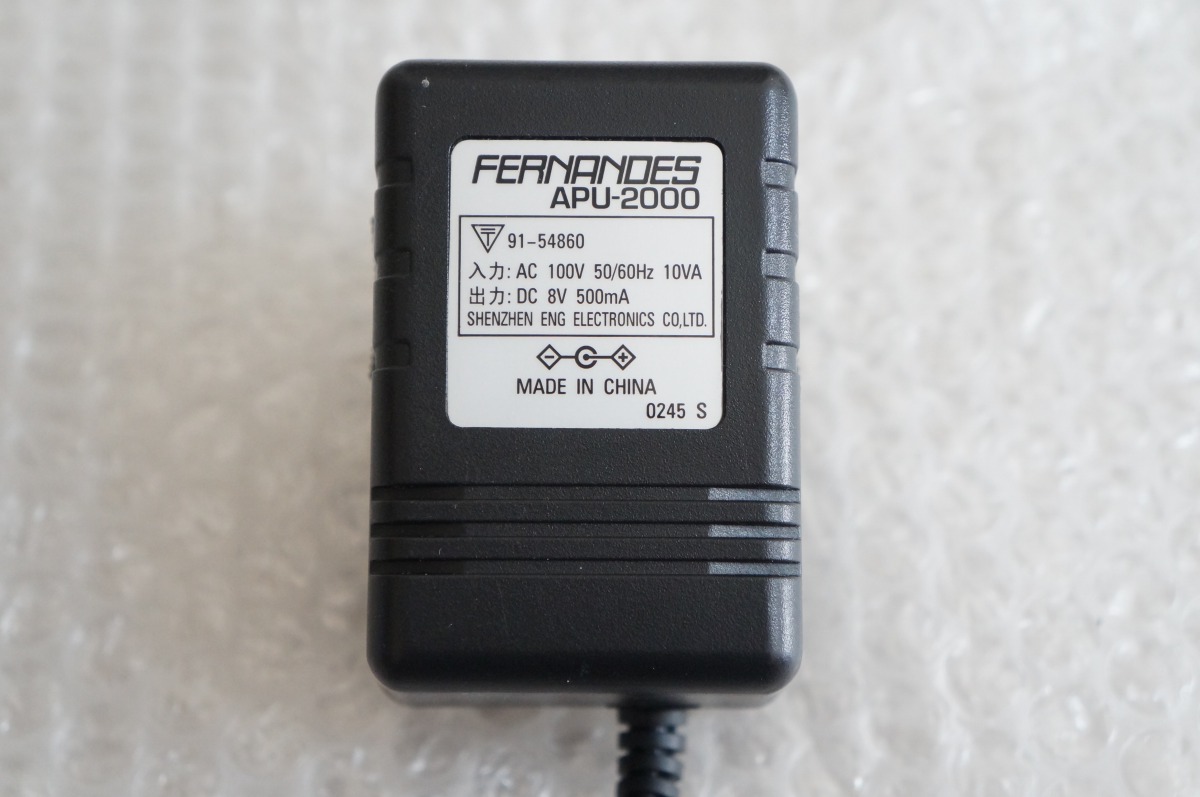 FERNANDES
APU-2000
91-54860
入力: AC 100V 50/60Hz 10VA
出力: DC 8V 500mA
SHENZHEN ENG ELECTRONICS CO,LTD.
MADE IN CHINA
0245 S